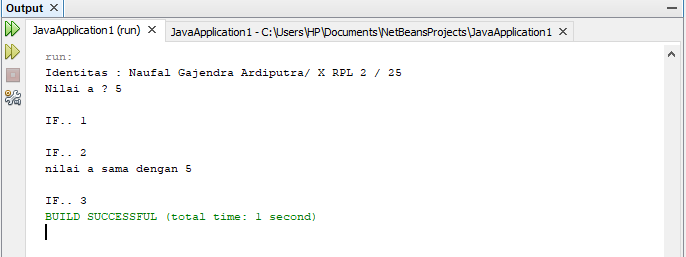 Output
JavaApplication1 (run)
JavaApplication1 - C:\Users\HP\Documents\NetBeansProjects\JavaApplication1
run:
Identitas : Naufal Gajendra Ardiputra/ X RPL 2 / 25
Nilai a ? 5
IF.. 1
IF.. 2
nilai a sama dengan 5
IF.. 3
BUILD SUCCESSFUL (total time: 1 second)